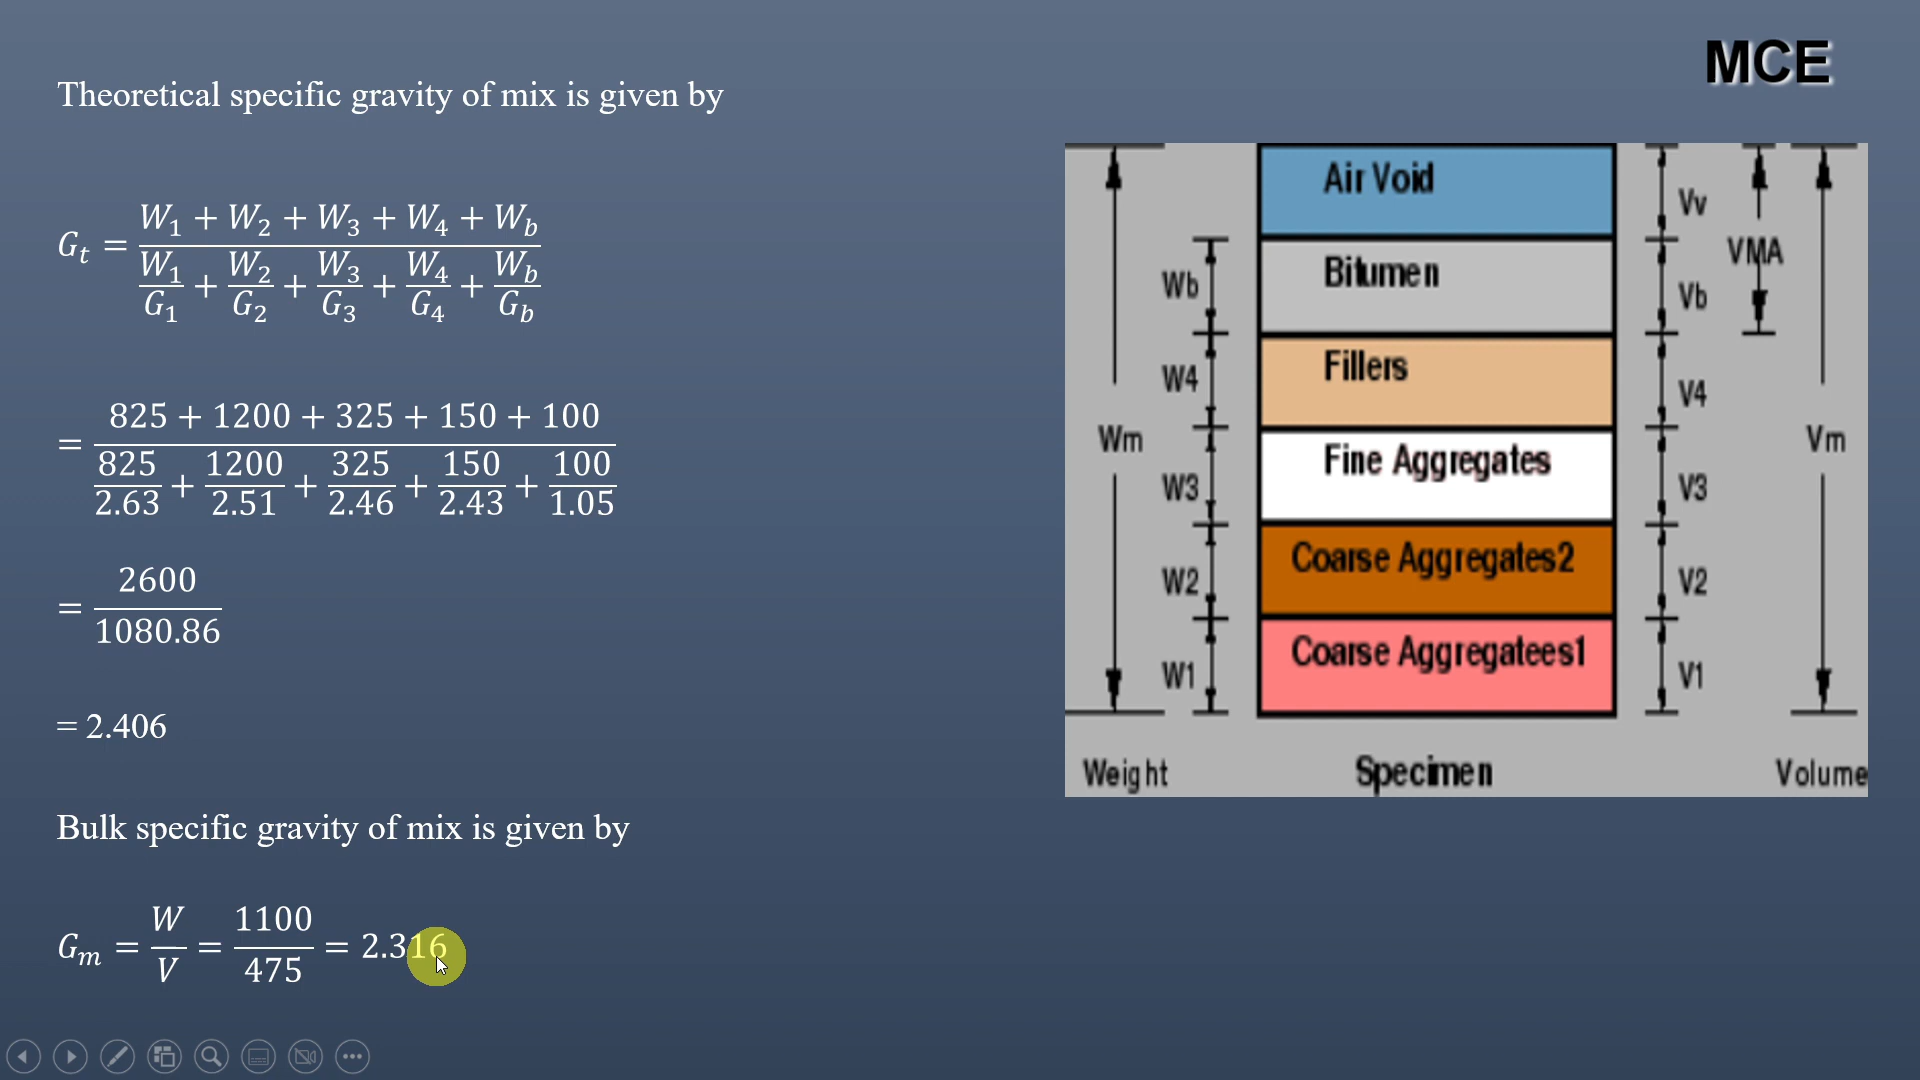 MCE
Theoretical specific gravity of mix is given by
G_t = (W_1 + W_2 + W_3 + W_4 + W_b) / (W_1/G_1 + W_2/G_2 + W_3/G_3 + W_4/G_4 + W_b/G_b)
= (825 + 1200 + 325 + 150 + 100) / (825/2.63 + 1200/2.51 + 325/2.46 + 150/2.43 + 100/1.05)
= 2600 / 1080.86
= 2.406
Bulk specific gravity of mix is given by
G_m = W/V = 1100/475 = 2.316
Air Void
Vv
VMA
Wb
Bitumen
Vb
W4
Fillers
V4
Wm
Vm
W3
Fine Aggregates
V3
W2
Coarse Aggregates2
V2
W1
Coarse Aggregatees1
V1
Weight
Specimen
Volume